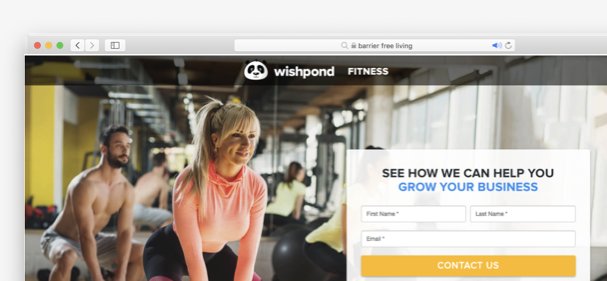 barrier free living
wishpond FITNESS
SEE HOW WE CAN HELP YOU
GROW YOUR BUSINESS
First Name * Last Name *
Email *
CONTACT US